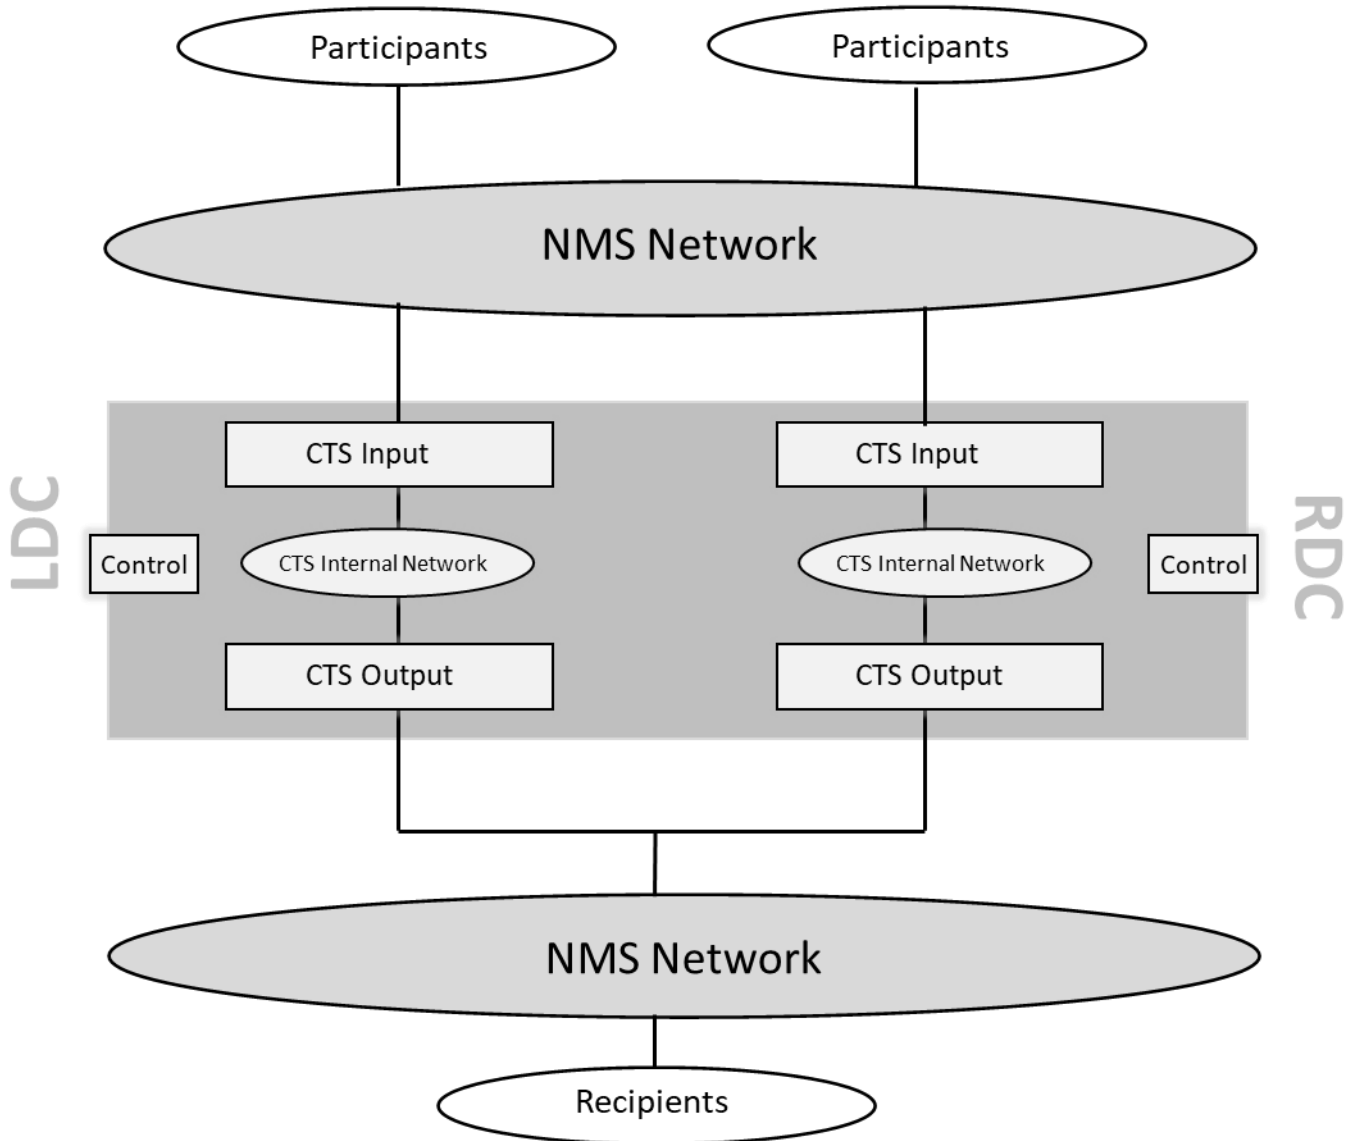 Participants
Participants
NMS Network
CTS Input
CTS Input
LDC
Control
CTS Internal Network
CTS Internal Network
Control
RDC
CTS Output
CTS Output
NMS Network
Recipients